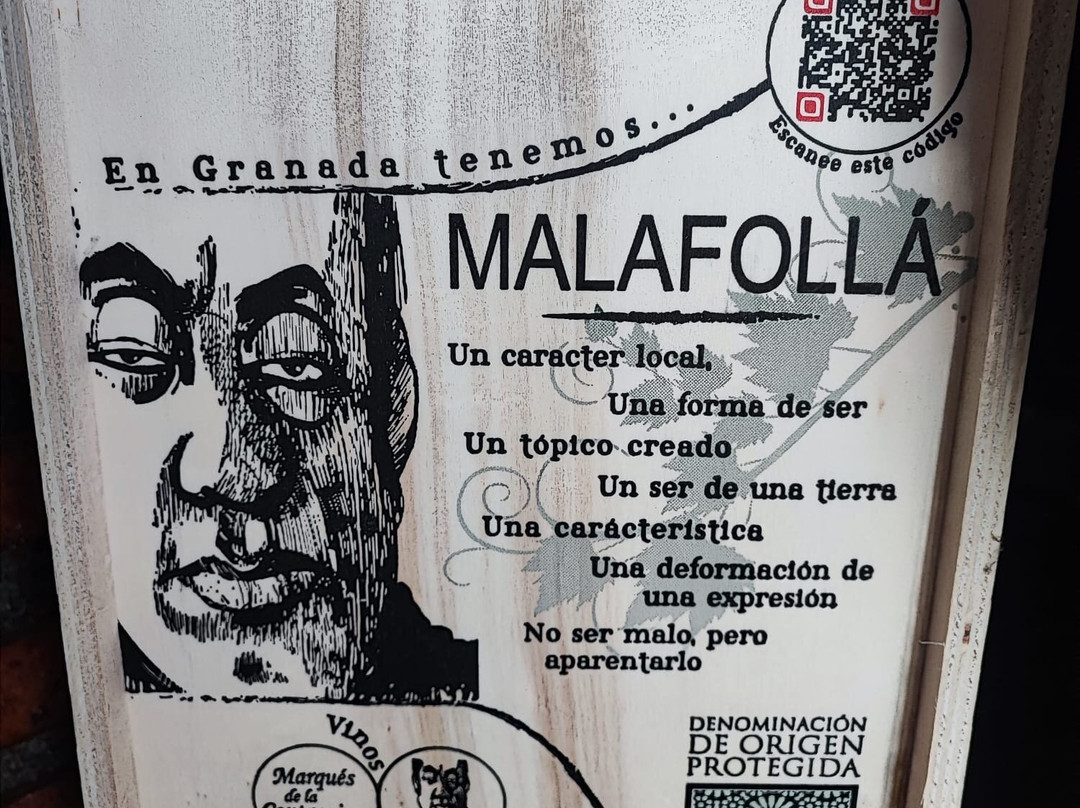 Escanee este código
En Granada tenemos...
MALAFOLLÁ
Un caracter local,
Una forma de ser
Un tópico creado
Un ser de una tierra
Una carácteristica
Una deformación de
una expresión
No ser malo, pero
aparentarlo
Vinos
Marqués
de la
DENOMINACIÓN
DE ORIGEN
PROTEGIDA